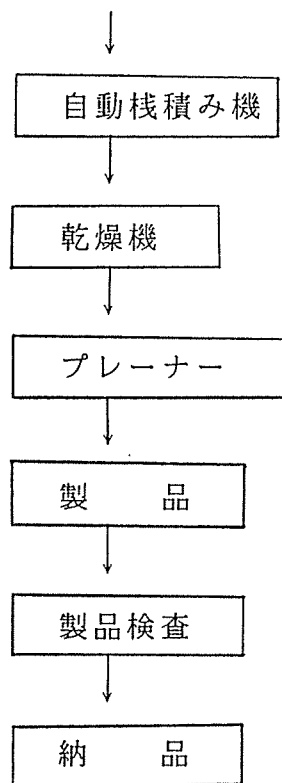 自動桟積み機
乾燥機
プレーナー
製　　品
製品検査
納　　品